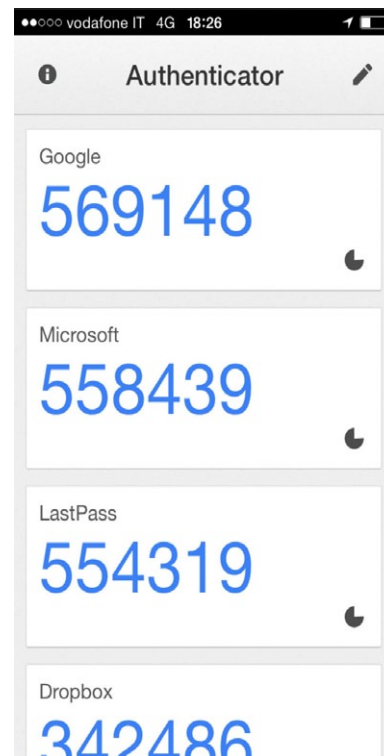 vodafone IT 4G 18:26
Authenticator
Google
569148
Microsoft
558439
LastPass
554319
Dropbox
342486